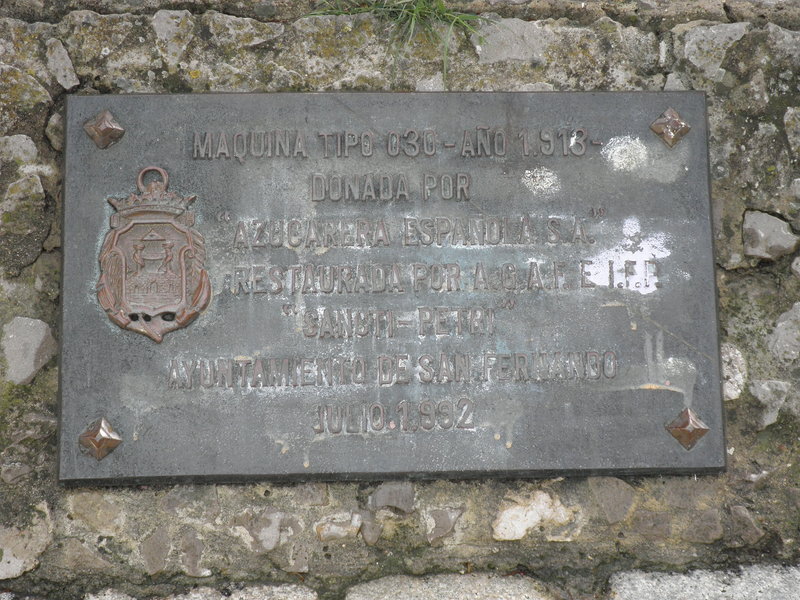 MAQUINA TIPO 030 - AÑO 1.913 -
DONADA POR
"AZUCARERA ESPAÑOLA S.A."
RESTAURADA POR A.G.A.F. E I.F.P.
"SANCTI-PETRI"
AYUNTAMIENTO DE SAN FERNANDO
JULIO.1.992